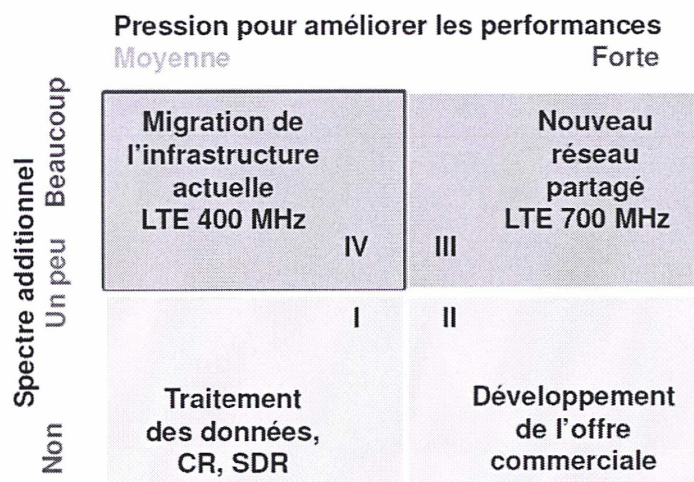 Pression pour améliorer les performances
Moyenne
Forte
Spectre additionnel
Beaucoup
Un peu
Non
Migration de
l'infrastructure
actuelle
LTE 400 MHz
IV
Nouveau
réseau
partagé
LTE 700 MHz
III
I
Traitement
des données,
CR, SDR
II
Développement
de l'offre
commerciale